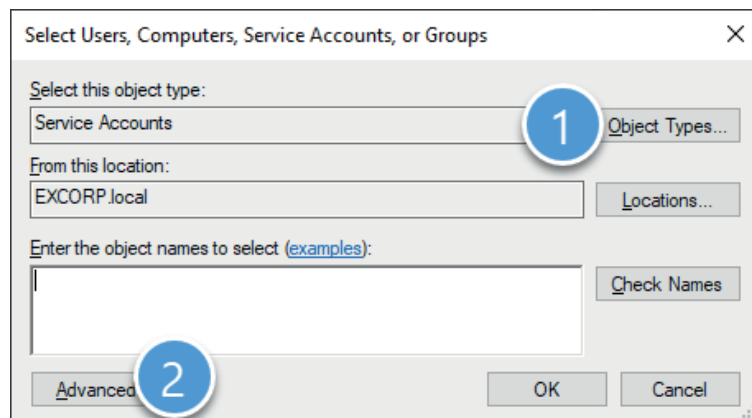 Select Users, Computers, Service Accounts, or Groups
Select this object type:
Service Accounts
1
Object Types...
From this location:
EXCORP.local
Locations...
Enter the object names to select (examples):
Check Names
Advanced
2
OK
Cancel